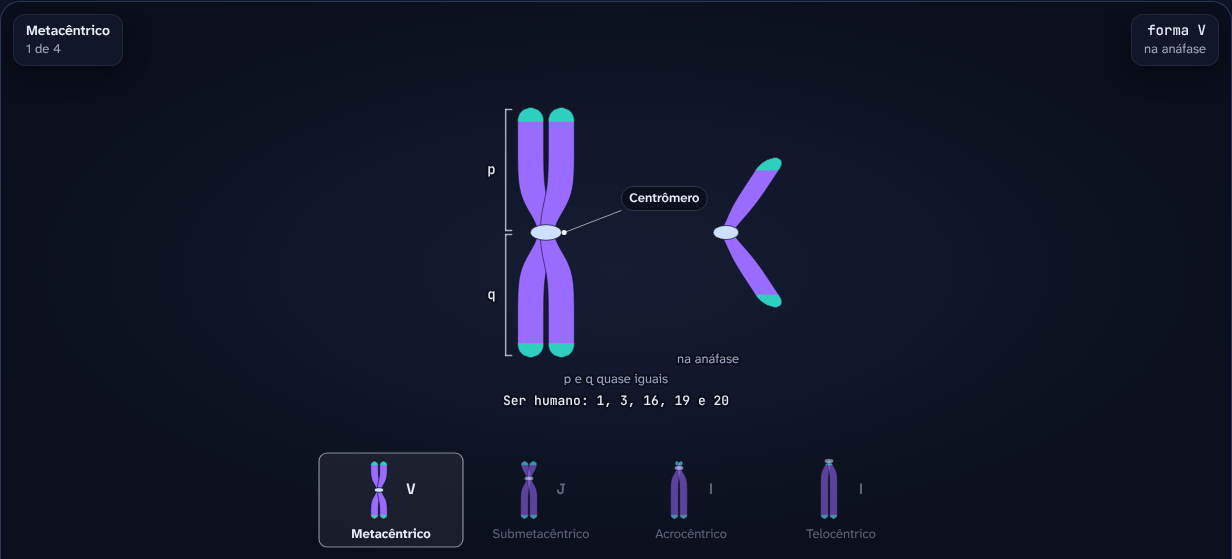 Metacêntrico
1 de 4
forma V
na anáfase
p
Centrômero
q
na anáfase
p e q quase iguais
Ser humano: 1, 3, 16, 19 e 20
V
J
I
I
Metacêntrico
Submetacêntrico
Acrocêntrico
Telocêntrico